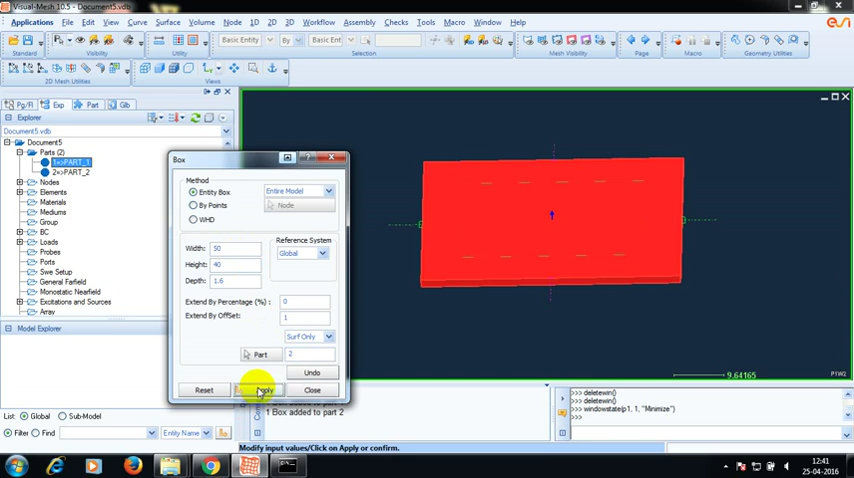 Visual-Mesh 10.5 - Document5.vdb
Applications File Edit View Curve Surface Volume Node 1D 2D 3D Workflow Assembly Checks Tools Macro Window Help
Basic Entity By Basic Ent
Standard Visibility Selection Page Macro Geometry Utilities
2D Mesh Utilities Views
Pg/Fl Exp Part Glb
Explorer
Document5.vdb
Document5
Parts (2)
1=>PART_1
2=>PART_2
Nodes
Elements
Materials
Mediums
Group
BC
Loads
Probes
Ports
Swe Setup
General Farfield
Monostatic Nearfield
Excitations and Sources
Array
Model Explorer
List: Global Sub-Model
Filter Find Entity Name
Box
Method
Entity Box Entire Model
By Points Node
WHD
Width: 50
Height: 40
Depth: 1.6
Reference System
Global
Extend By Percentage (%) : 0
Extend By OffSet: 1
Surf Only
Part 2
Undo
Reset Apply Close
9.64165 P1W2
1 Box added to part 2
>>> deletewin()
>>> deletewin()
>>> windowstate(p1, 1, "Minimize")
>>>
Modify input values/Click on Apply or confirm.
12:41
25-04-2016